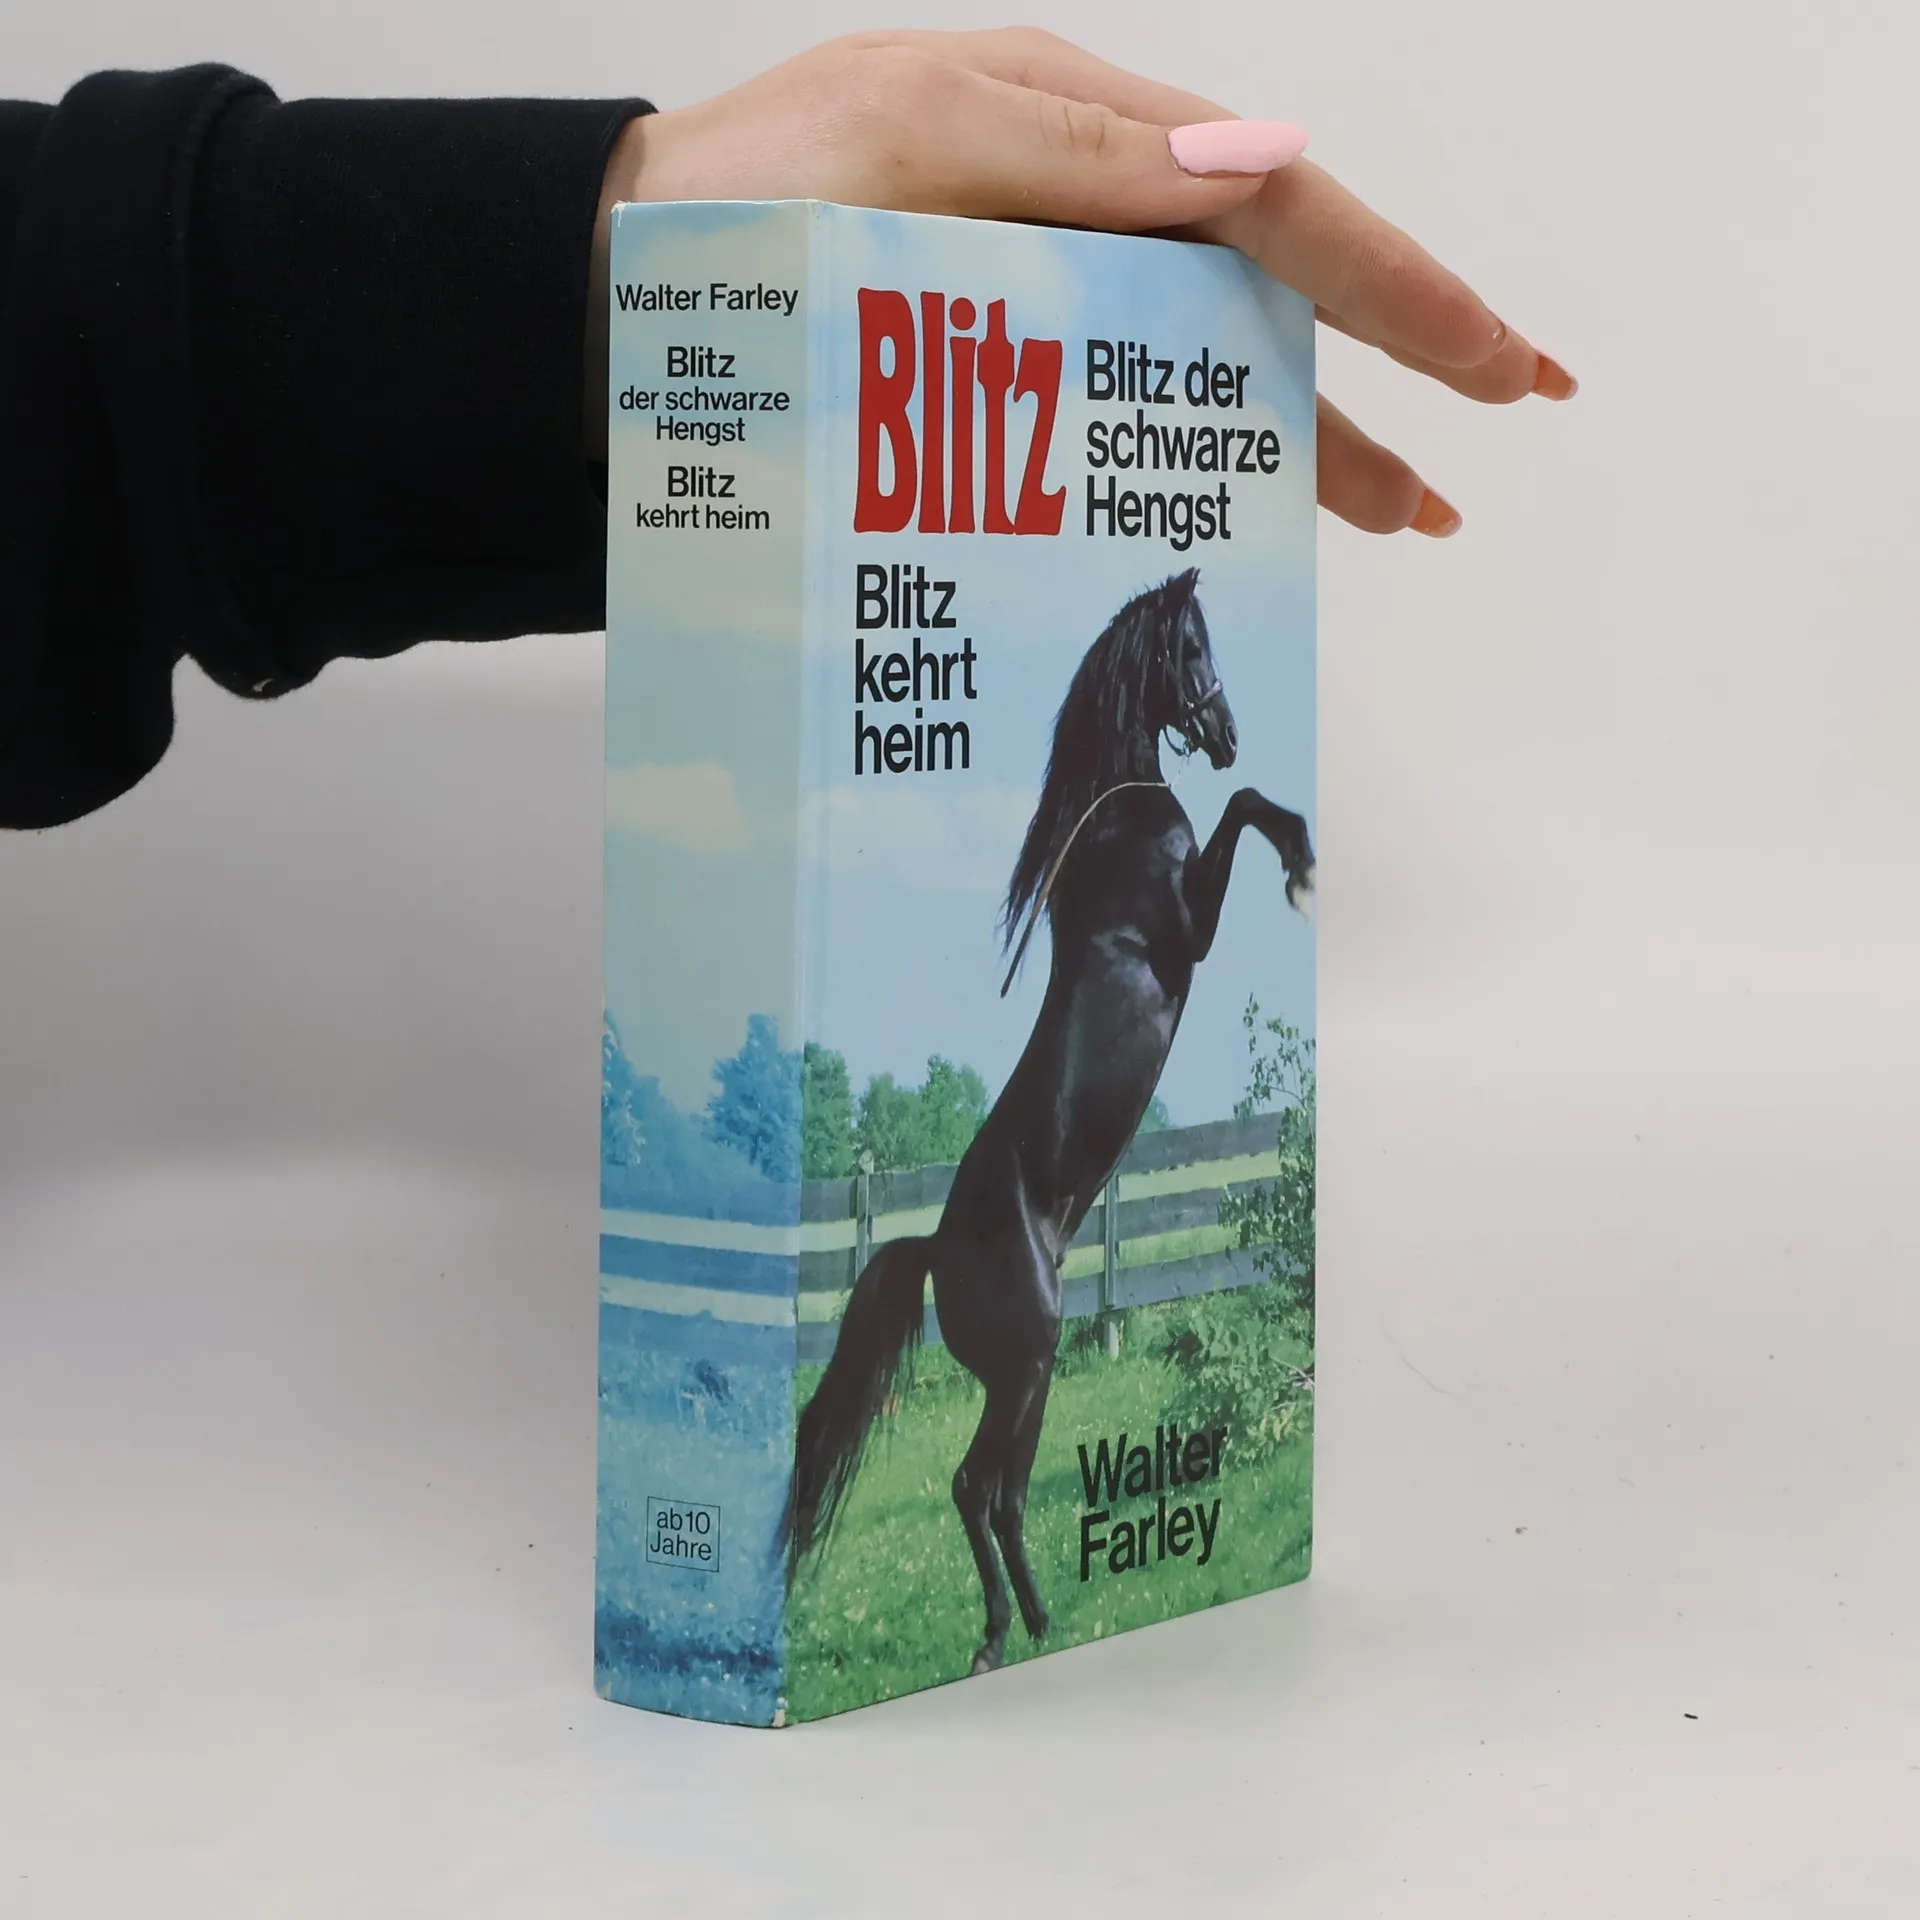 Walter Farley
Blitz
der schwarze
Hengst
Blitz
kehrt heim
ab 10
Jahre
Blitz
Blitz der
schwarze
Hengst
Blitz
kehrt
heim
Walter
Farley